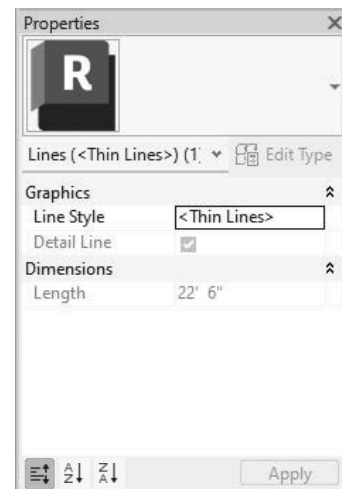 Properties
R
Lines (<Thin Lines>) (1) Edit Type
Graphics
Line Style <Thin Lines>
Detail Line
Dimensions
Length 22' 6"
A Z Z A
Apply